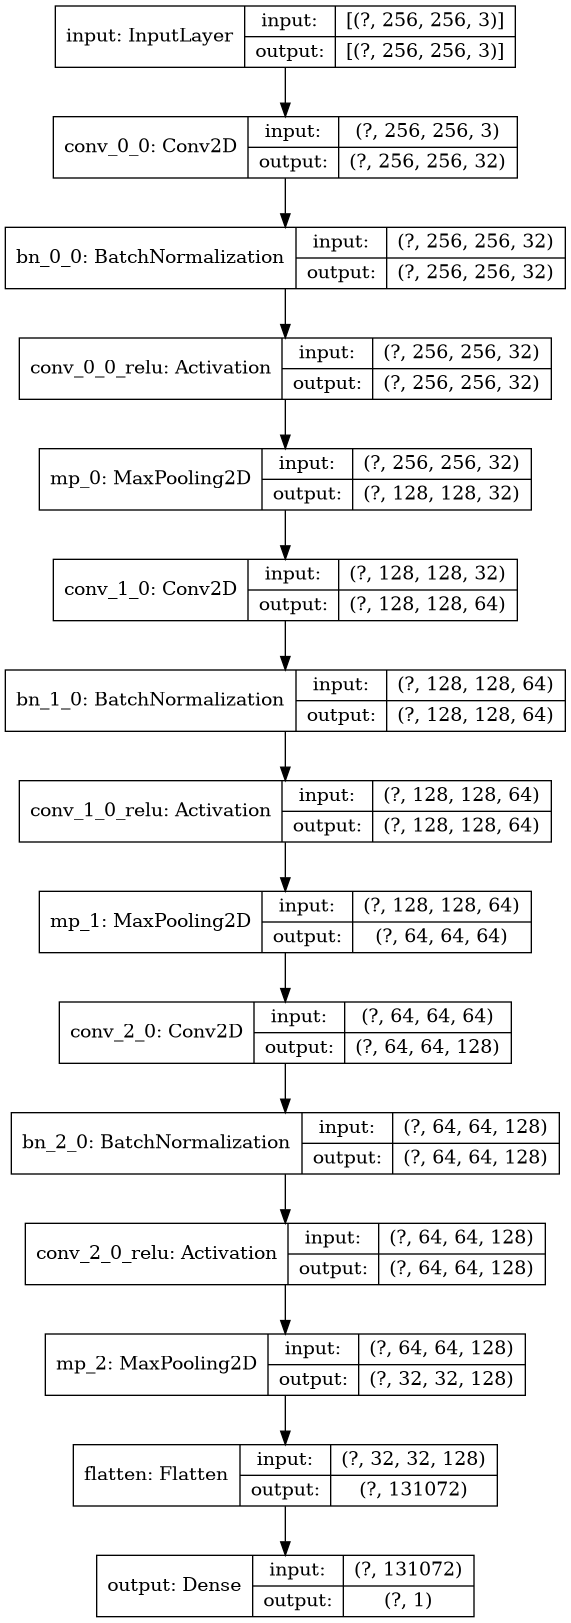 input: InputLayer
input: [(?, 256, 256, 3)]
output: [(?, 256, 256, 3)]
conv_0_0: Conv2D
input: (?, 256, 256, 3)
output: (?, 256, 256, 32)
bn_0_0: BatchNormalization
input: (?, 256, 256, 32)
output: (?, 256, 256, 32)
conv_0_0_relu: Activation
input: (?, 256, 256, 32)
output: (?, 256, 256, 32)
mp_0: MaxPooling2D
input: (?, 256, 256, 32)
output: (?, 128, 128, 32)
conv_1_0: Conv2D
input: (?, 128, 128, 32)
output: (?, 128, 128, 64)
bn_1_0: BatchNormalization
input: (?, 128, 128, 64)
output: (?, 128, 128, 64)
conv_1_0_relu: Activation
input: (?, 128, 128, 64)
output: (?, 128, 128, 64)
mp_1: MaxPooling2D
input: (?, 128, 128, 64)
output: (?, 64, 64, 64)
conv_2_0: Conv2D
input: (?, 64, 64, 64)
output: (?, 64, 64, 128)
bn_2_0: BatchNormalization
input: (?, 64, 64, 128)
output: (?, 64, 64, 128)
conv_2_0_relu: Activation
input: (?, 64, 64, 128)
output: (?, 64, 64, 128)
mp_2: MaxPooling2D
input: (?, 64, 64, 128)
output: (?, 32, 32, 128)
flatten: Flatten
input: (?, 32, 32, 128)
output: (?, 131072)
output: Dense
input: (?, 131072)
output: (?, 1)